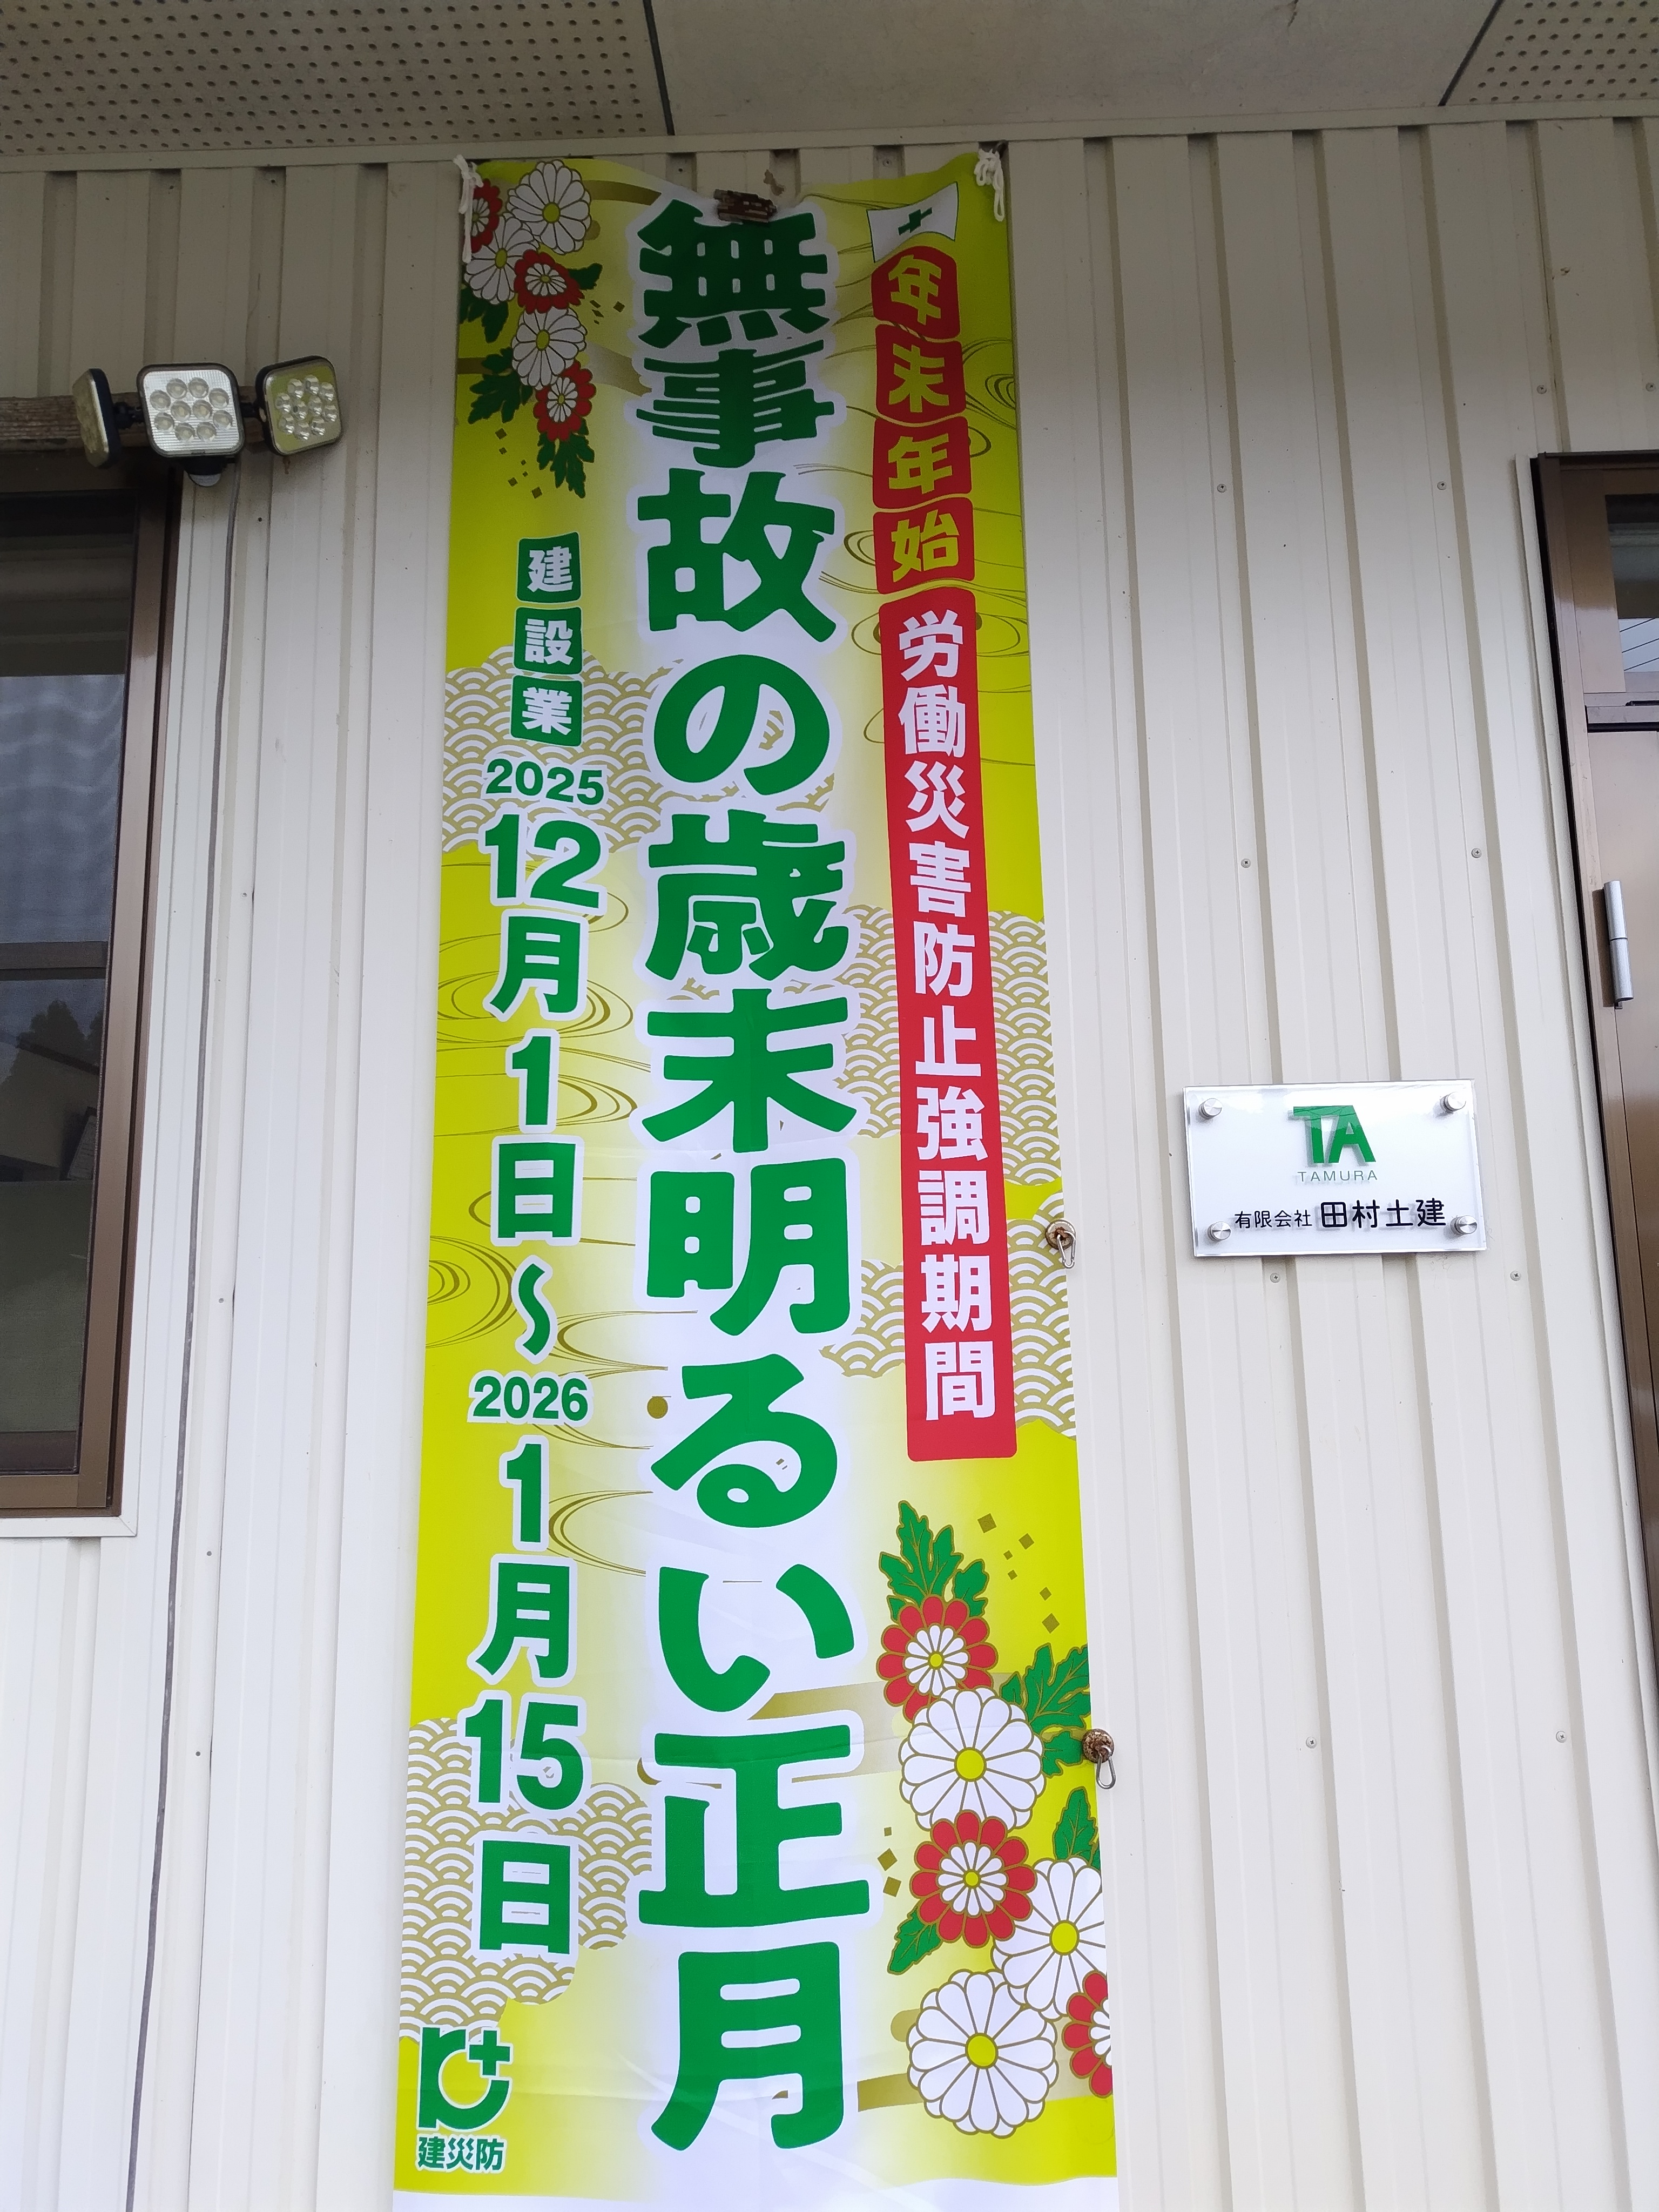 年末年始 労働災害防止強調期間
無事故の歳末明るい正月
建設業 2025 12月1日～2026 1月15日
建災防
TA
TAMURA
有限会社 田村土建